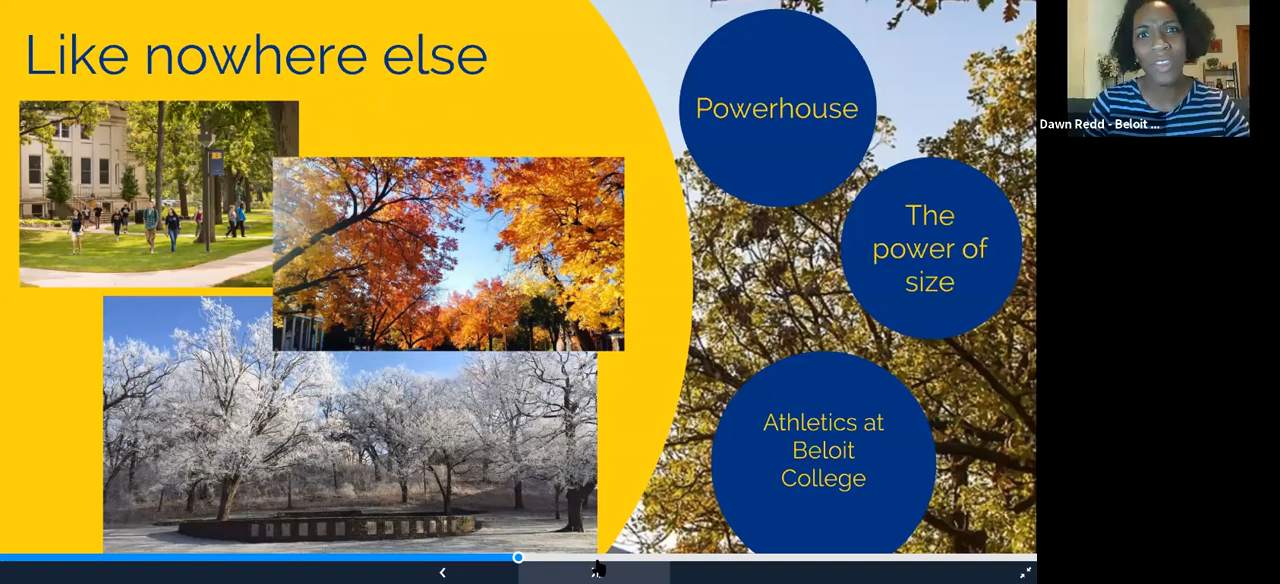 Like nowhere else
B
Powerhouse
The
power of
size
Athletics at
Beloit
College
Dawn Redd - Beloit ...